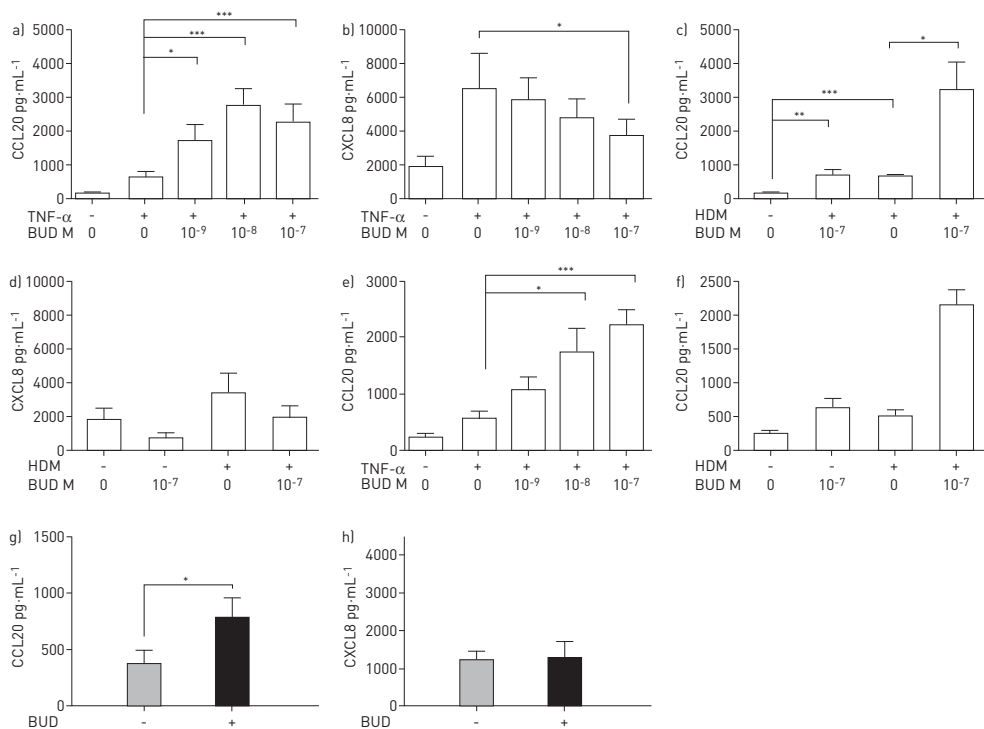 a)
CCL20 pg·mL⁻¹
5000
4000
3000
2000
1000
0
***
***
*
TNF-α - + + + +
BUD M 0 0 10⁻⁹ 10⁻⁸ 10⁻⁷
b)
CXCL8 pg·mL⁻¹
10000
8000
6000
4000
2000
0
*
TNF-α - + + + +
BUD M 0 0 10⁻⁹ 10⁻⁸ 10⁻⁷
c)
CCL20 pg·mL⁻¹
5000
4000
3000
2000
1000
0
*
***
**
HDM - + + +
BUD M 0 10⁻⁷ 0 10⁻⁷
d)
CXCL8 pg·mL⁻¹
10000
8000
6000
4000
2000
0
HDM - - + +
BUD M 0 10⁻⁷ 0 10⁻⁷
e)
CCL20 pg·mL⁻¹
3000
2000
1000
0
***
*
TNF-α - + + + +
BUD M 0 0 10⁻⁹ 10⁻⁸ 10⁻⁷
f)
CCL20 pg·mL⁻¹
2500
2000
1500
1000
500
0
HDM - - + +
BUD M 0 10⁻⁷ 0 10⁻⁷
g)
CCL20 pg·mL⁻¹
1500
1000
500
0
*
BUD - +
h)
CXCL8 pg·mL⁻¹
4000
3000
2000
1000
0
BUD - +